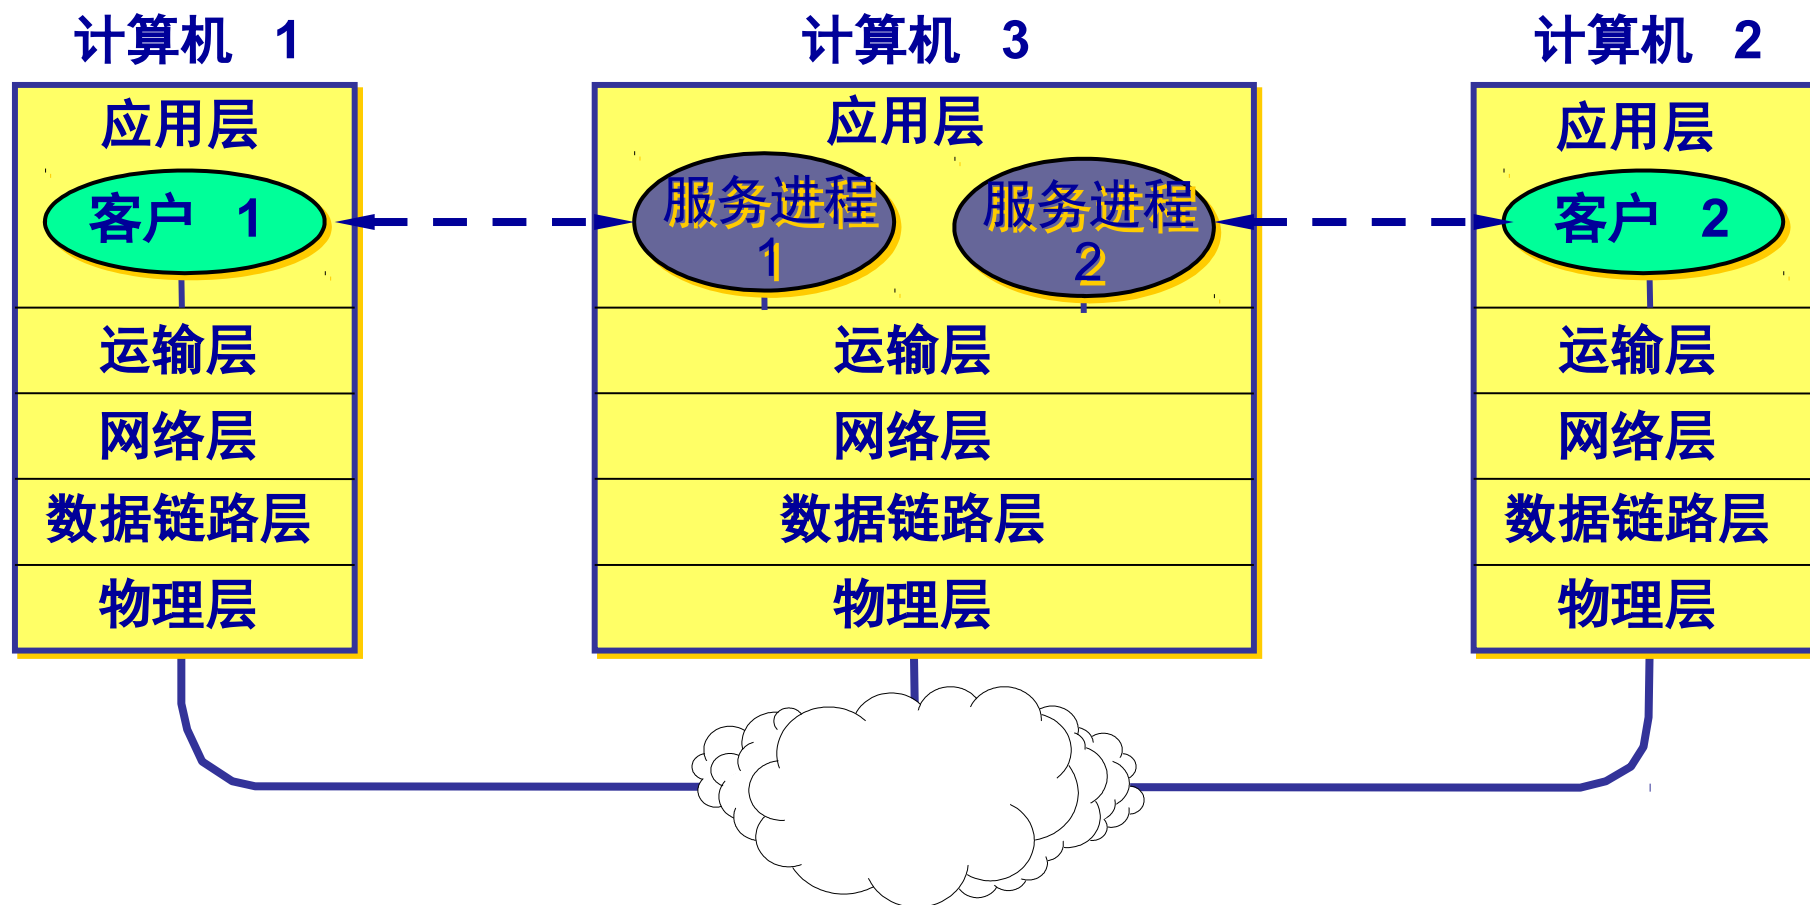 计算机 1
应用层
客户 1
运输层
网络层
数据链路层
物理层
计算机 3
应用层
服务进程
1
服务进程
2
运输层
网络层
数据链路层
物理层
计算机 2
应用层
客户 2
运输层
网络层
数据链路层
物理层